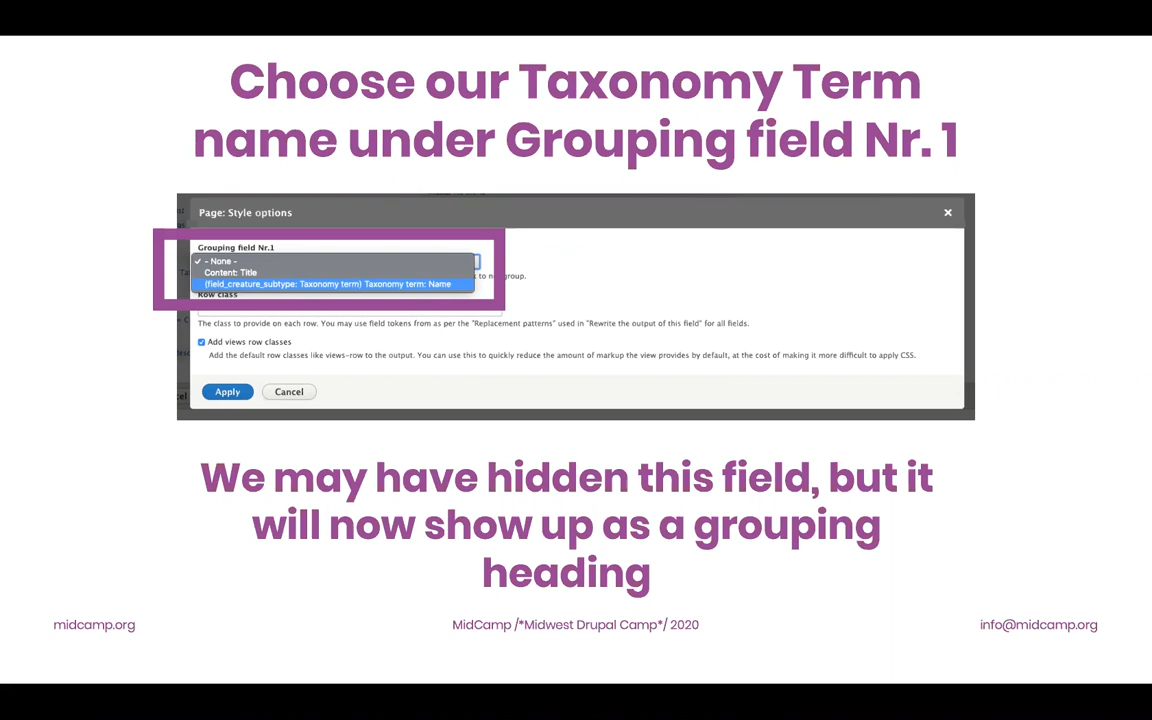 Choose our Taxonomy Term
name under Grouping field Nr. 1
Page: Style options
Grouping field Nr.1
- None -
Content: Title
(field_creature_subtype: Taxonomy term) Taxonomy term: Name
to no group.
Row class
The class to provide on each row. You may use field tokens from as per the "Replacement patterns" used in "Rewrite the output of this field" for all fields.
Add views row classes
Add the default row classes like views-row to the output. You can use this to quickly reduce the amount of markup the view provides by default, at the cost of making it more difficult to apply CSS.
Apply
Cancel
We may have hidden this field, but it
will now show up as a grouping
heading
midcamp.org
MidCamp /*Midwest Drupal Camp*/ 2020
info@midcamp.org